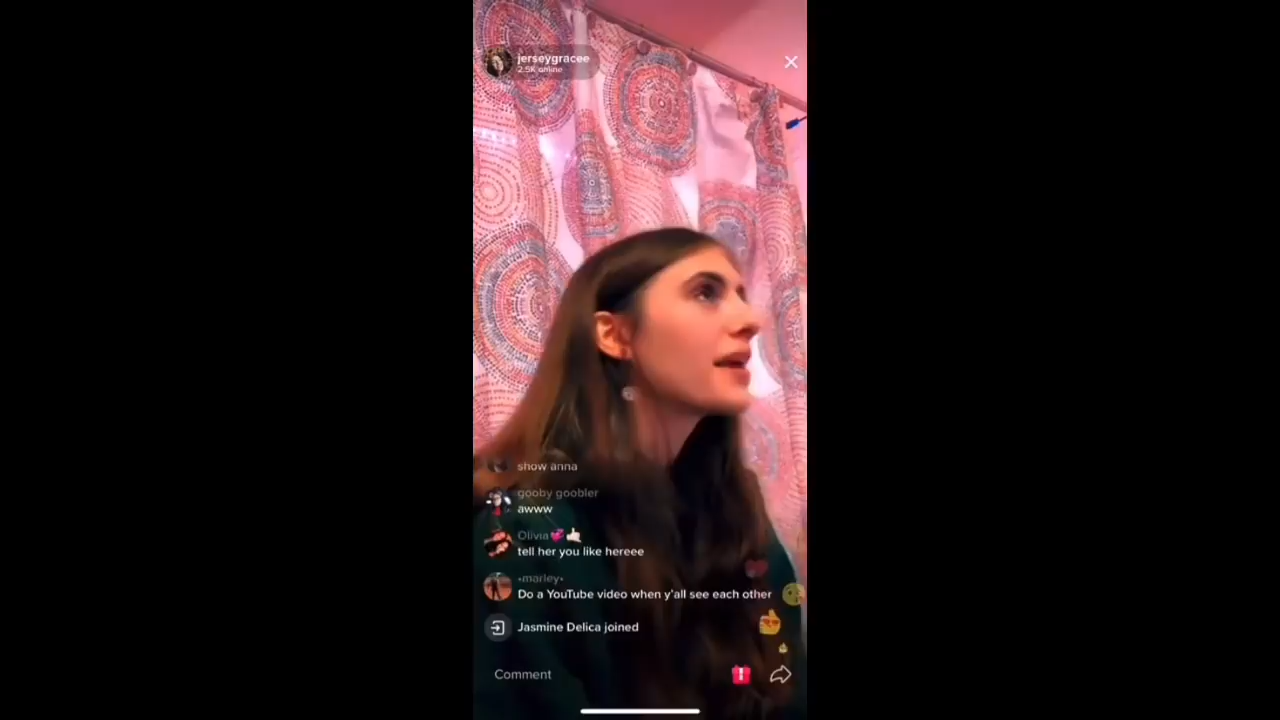 jerseygracee
2.5K online
show anna
gooby goobler
awww
Olivia💞🤙🏻
tell her you like hereee
•marley•
Do a YouTube video when y'all see each other
Jasmine Delica joined
Comment